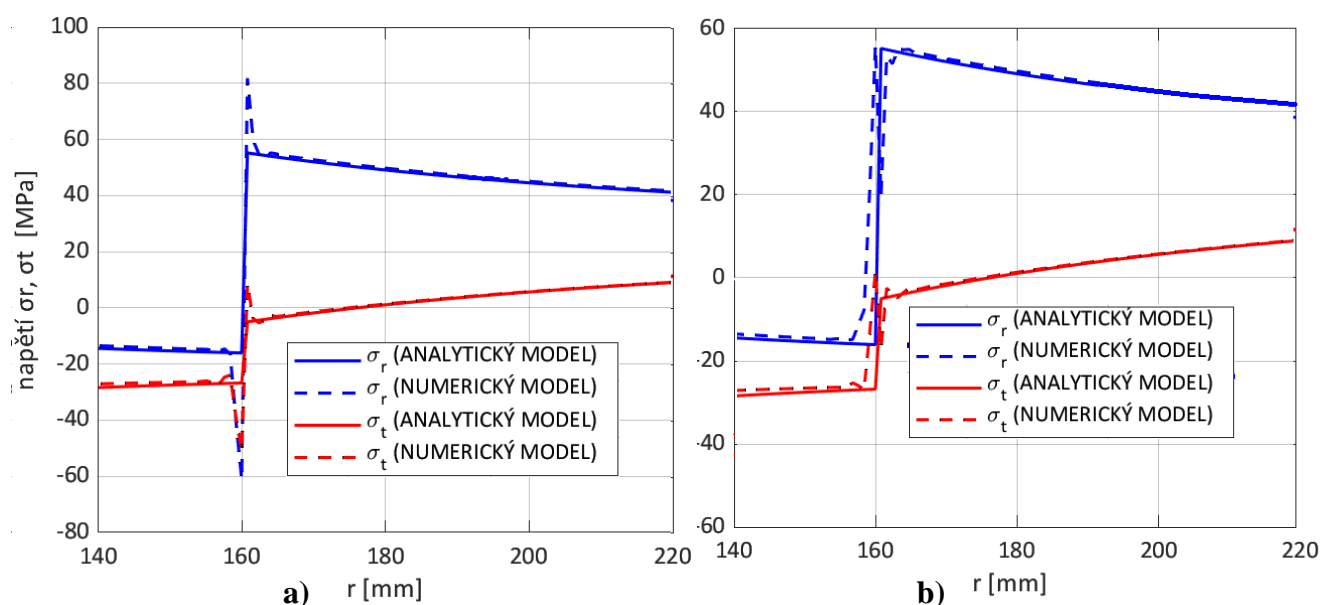 100
80
60
40
20
0
-20
-40
-60
-80
napětí σr, σt [MPa]
σr (ANALYTICKÝ MODEL)
σr (NUMERICKÝ MODEL)
σt (ANALYTICKÝ MODEL)
σt (NUMERICKÝ MODEL)
140 160 180 200 220
a) r [mm]
60
40
20
0
-20
-40
-60
σr (ANALYTICKÝ MODEL)
σr (NUMERICKÝ MODEL)
σt (ANALYTICKÝ MODEL)
σt (NUMERICKÝ MODEL)
140 160 180 200 220
b) r [mm]